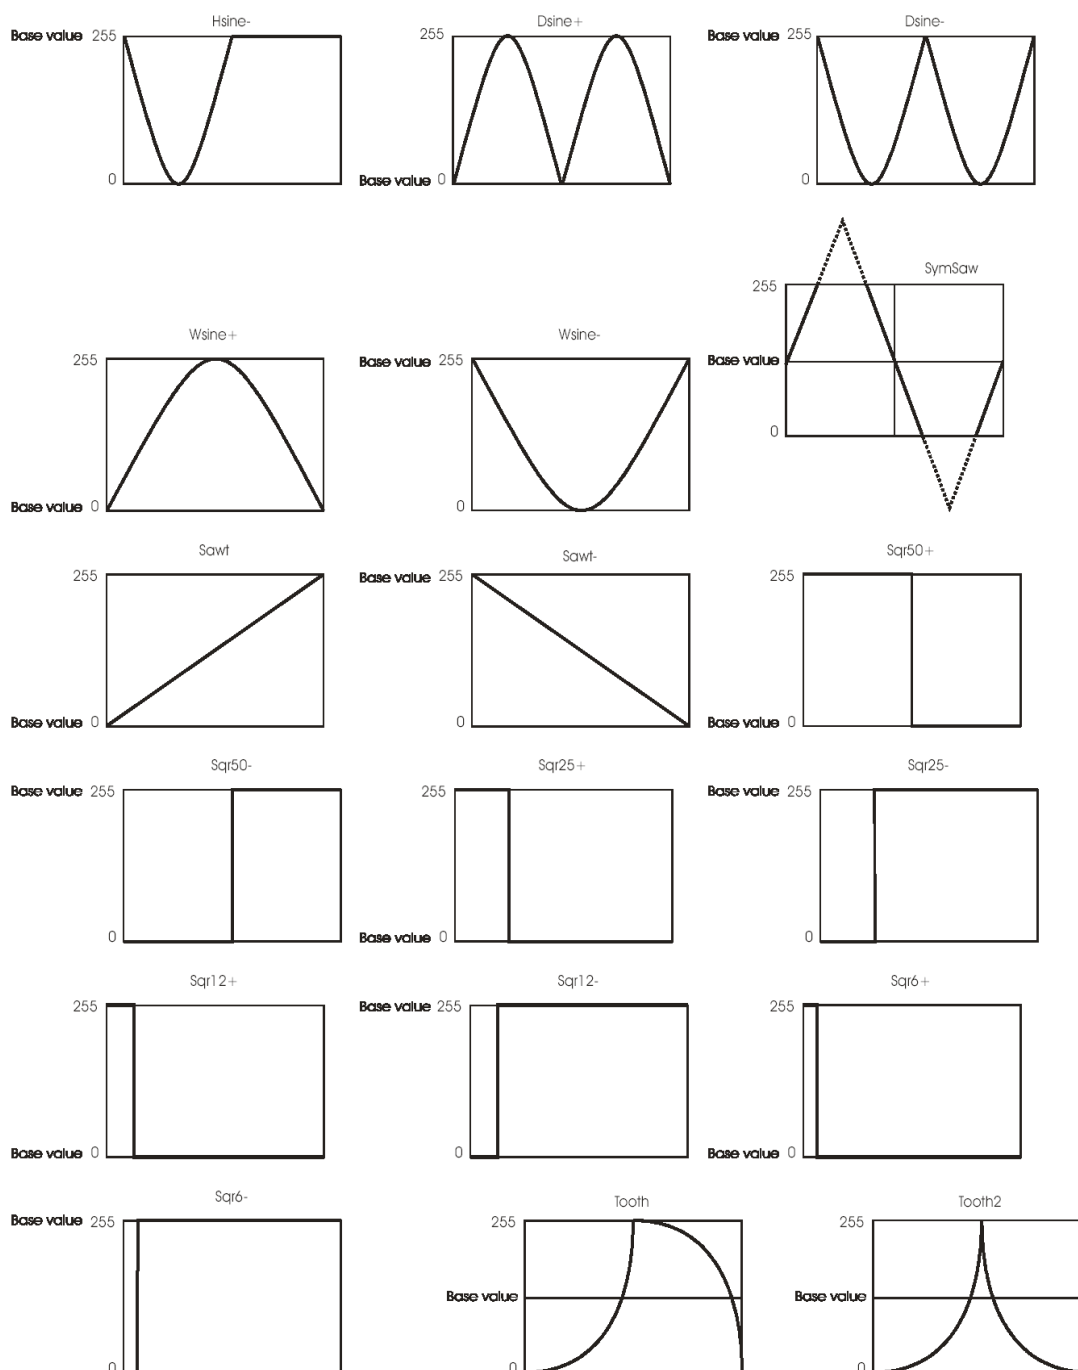 Hsine-
Dsine+
Dsine-
Base value 255
255
Base value 255
0
Base value 0
0
SymSaw
255
Base value
0
Wsine+
Wsine-
255
Base value 255
Base value 0
0
Sawt
Sawt-
Sqr50+
255
Base value 255
255
Base value 0
0
Base value 0
Sqr50-
Sqr25+
Sqr25-
Base value 255
255
Base value 255
0
Base value 0
0
Sqr12+
Sqr12-
Sqr6+
255
Base value 255
255
Base value 0
0
Base value 0
Sqr6-
Tooth
Tooth2
Base value 255
255
255
Base value
Base value
0
0
0